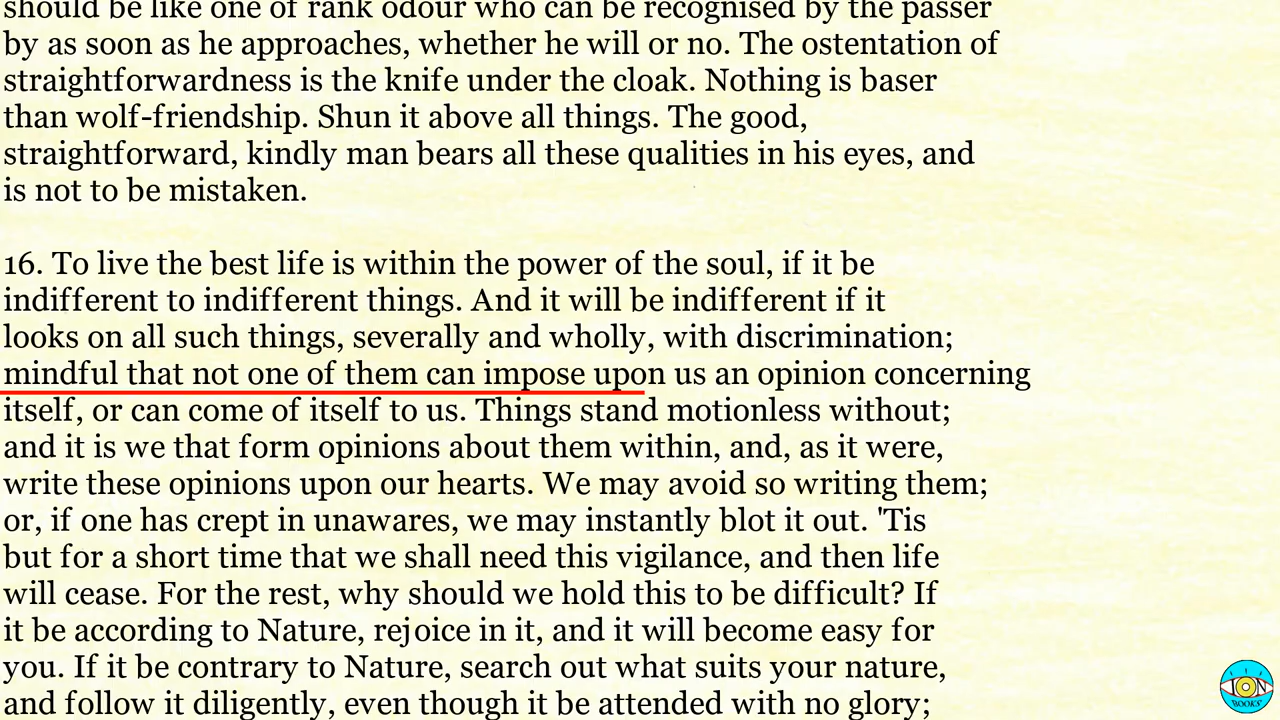 should be like one of rank odour who can be recognised by the passer
by as soon as he approaches, whether he will or no. The ostentation of
straightforwardness is the knife under the cloak. Nothing is baser
than wolf-friendship. Shun it above all things. The good,
straightforward, kindly man bears all these qualities in his eyes, and
is not to be mistaken.
16. To live the best life is within the power of the soul, if it be
indifferent to indifferent things. And it will be indifferent if it
looks on all such things, severally and wholly, with discrimination;
mindful that not one of them can impose upon us an opinion concerning
itself, or can come of itself to us. Things stand motionless without;
and it is we that form opinions about them within, and, as it were,
write these opinions upon our hearts. We may avoid so writing them;
or, if one has crept in unawares, we may instantly blot it out. 'Tis
but for a short time that we shall need this vigilance, and then life
will cease. For the rest, why should we hold this to be difficult? If
it be according to Nature, rejoice in it, and it will become easy for
you. If it be contrary to Nature, search out what suits your nature,
and follow it diligently, even though it be attended with no glory;
ION
BOOKS